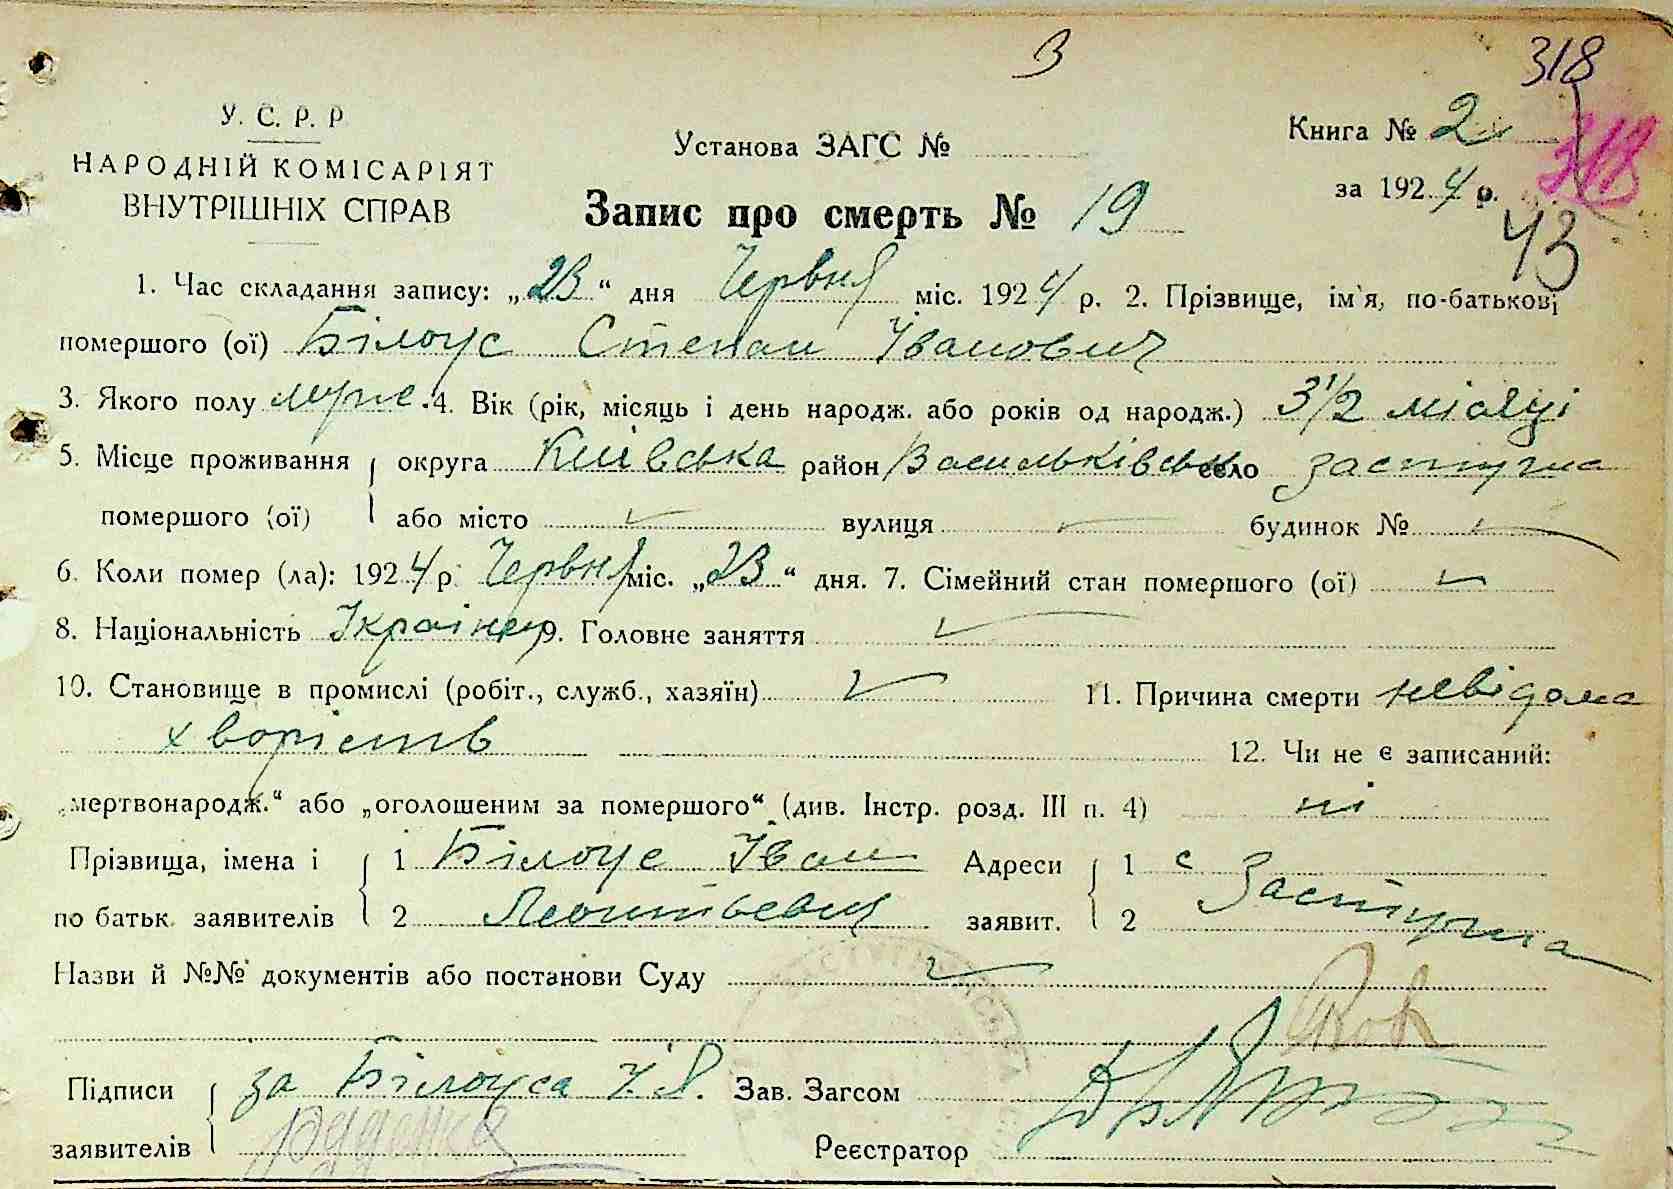 З
318
У. С. Р. Р
НАРОДНІЙ КОМІСАРІЯТ
ВНУТРІШНІХ СПРАВ
Установа ЗАГС №
Книга № 2
318
за 1924 р.
43
Запис про смерть № 19
1. Час складання запису: „23“ дня Червня міс. 1924 р. 2. Прізвище, ім'я, по-батькові
помершого (ої) Білоус Степан Іванович
3. Якого полу муже. 4. Вік (рік, місяць і день народж. або років од народж.) 3 1/2 місяці
5. Місце проживання округа Київська район Васильківськ село Застугна
помершого (ої) або місто вулиця будинок №
6. Коли помер (ла): 1924 р. Червня міс. „23“ дня. 7. Сімейний стан помершого (ої)
8. Національність Українец 9. Головне заняття
10. Становище в промислі (робіт., служб., хазяїн) 11. Причина смерти невідома
хворість
12. Чи не є записаний:
„мертвонародж.“ або „оголошеним за помершого“ (див. Інстр. розд. III п. 4) ні
Прізвища, імена і 1 Білоус Іван Адреси 1 с
по батьк. заявителів 2 Леонтьевич заявит. 2 Застугна
Назви й №№ документів або постанови Суду
Підписи за Білоуса І. Л. Зав. Загсом
заявителів Реєстратор